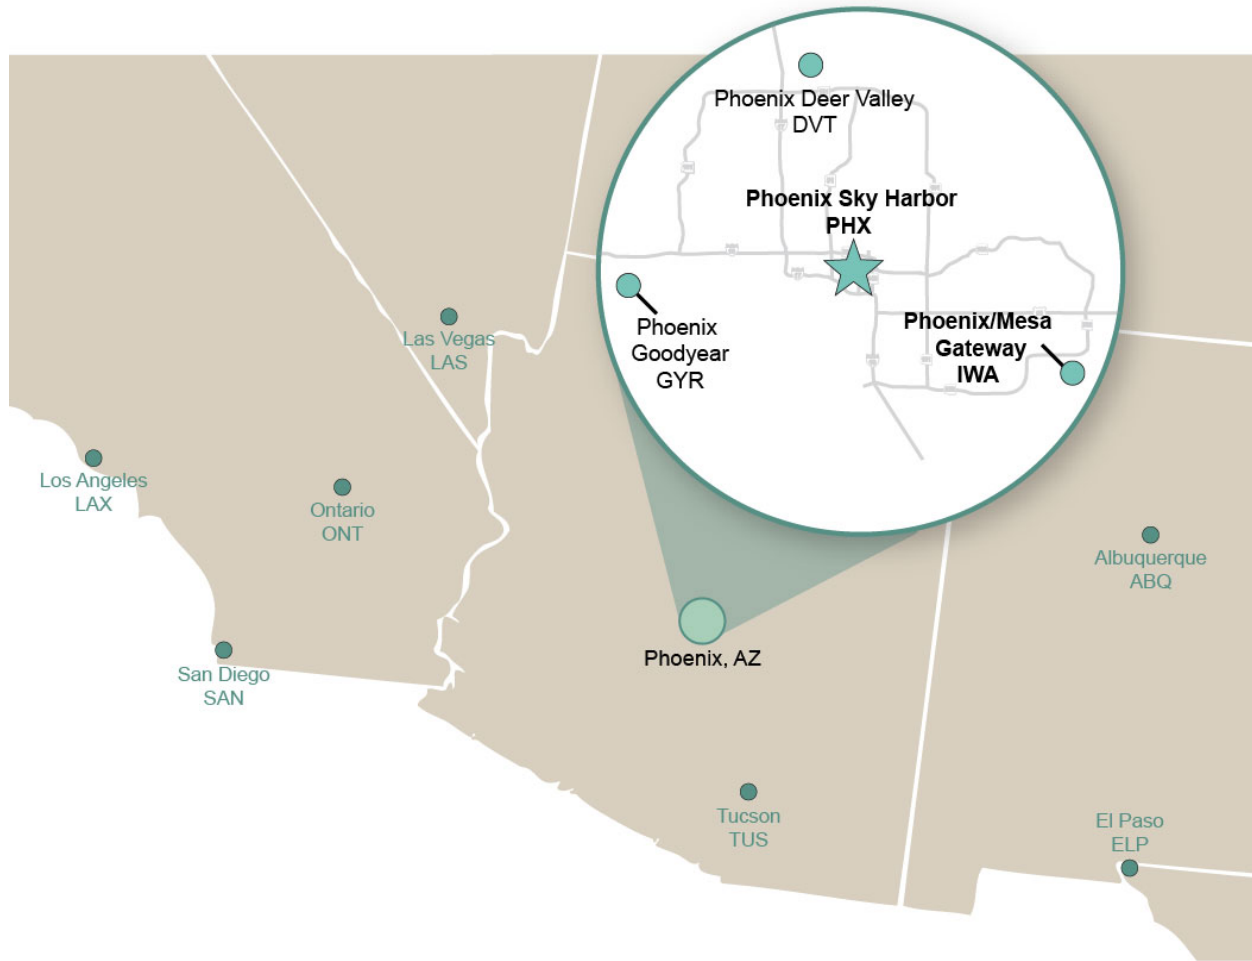 Phoenix Deer Valley
DVT
Phoenix Sky Harbor
PHX
Phoenix
Goodyear
GYR
Phoenix/Mesa
Gateway
IWA
Las Vegas
LAS
Los Angeles
LAX
Ontario
ONT
Albuquerque
ABQ
San Diego
SAN
Phoenix, AZ
Tucson
TUS
El Paso
ELP